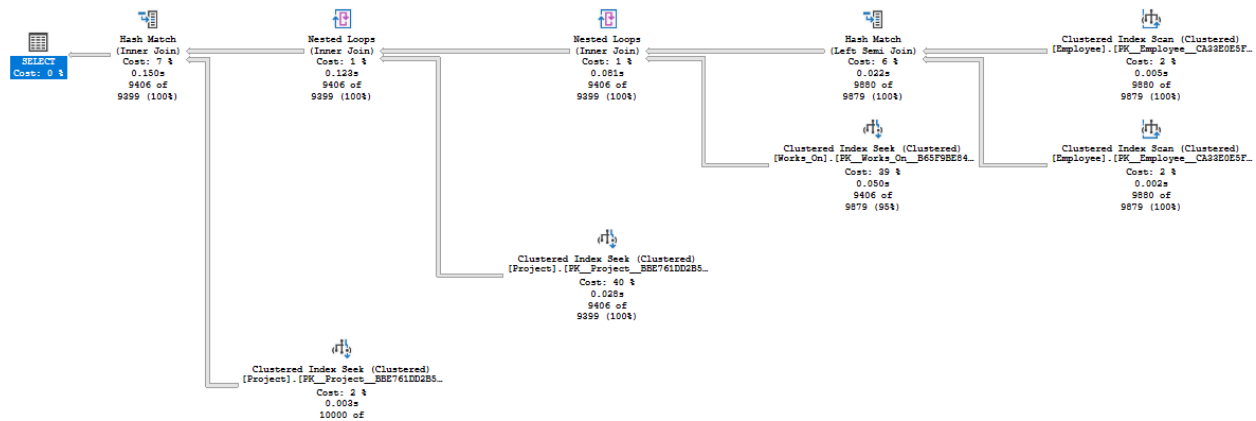 SELECT
Cost: 0 %
Hash Match
(Inner Join)
Cost: 7 %
0.150s
9406 of
9399 (100%)
Nested Loops
(Inner Join)
Cost: 1 %
0.123s
9406 of
9399 (100%)
Nested Loops
(Inner Join)
Cost: 1 %
0.081s
9406 of
9399 (100%)
Hash Match
(Left Semi Join)
Cost: 6 %
0.022s
9880 of
9879 (100%)
Clustered Index Scan (Clustered)
[Employee].[PK__Employee__CA33E0E5F…
Cost: 2 %
0.005s
9880 of
9879 (100%)
Clustered Index Seek (Clustered)
[Works_On].[PK__Works_On__B65F9BE84…
Cost: 39 %
0.050s
9406 of
9879 (95%)
Clustered Index Scan (Clustered)
[Employee].[PK__Employee__CA33E0E5F…
Cost: 2 %
0.002s
9880 of
9879 (100%)
Clustered Index Seek (Clustered)
[Project].[PK__Project__BBE761DD2B5…
Cost: 40 %
0.028s
9406 of
9399 (100%)
Clustered Index Seek (Clustered)
[Project].[PK__Project__BBE761DD2B5…
Cost: 2 %
0.003s
10000 of